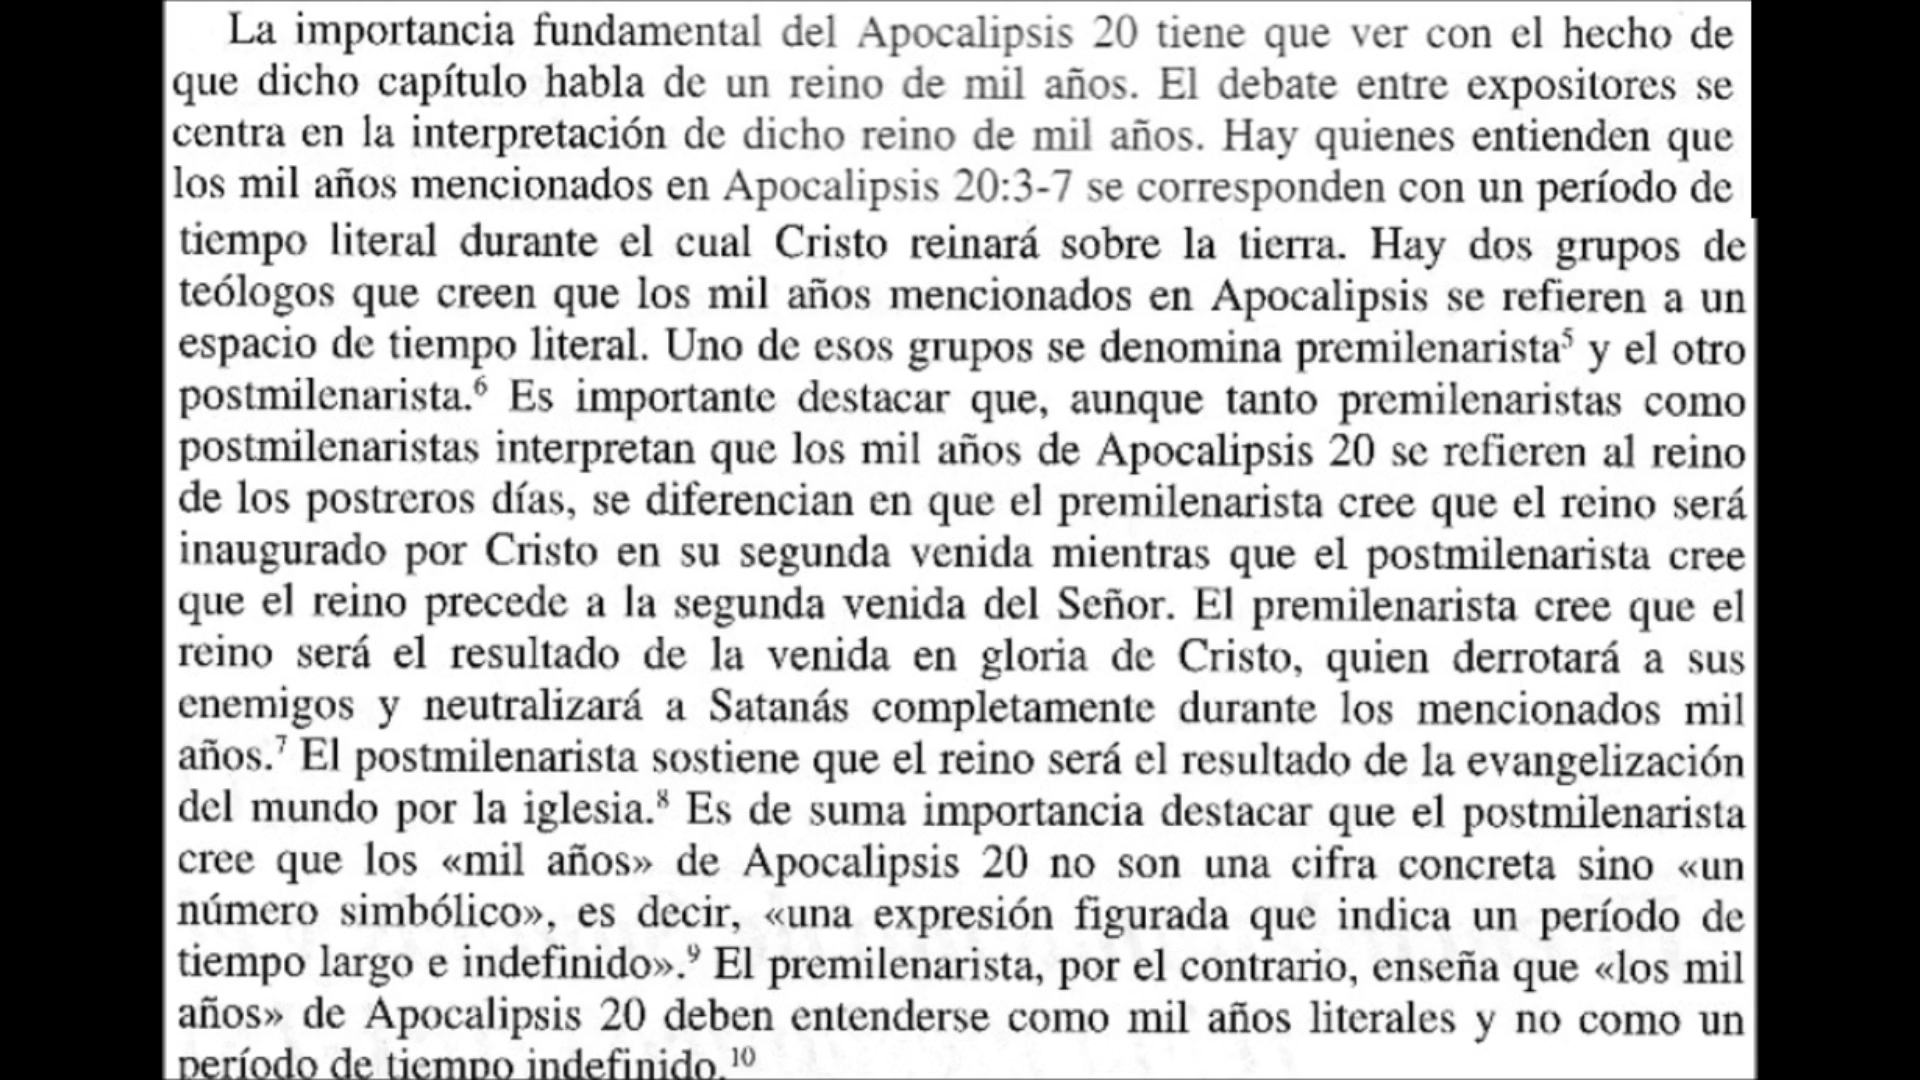 La importancia fundamental del Apocalipsis 20 tiene que ver con el hecho de
que dicho capítulo habla de un reino de mil años. El debate entre expositores se
centra en la interpretación de dicho reino de mil años. Hay quienes entienden que
los mil años mencionados en Apocalipsis 20:3-7 se corresponden con un período de
tiempo literal durante el cual Cristo reinará sobre la tierra. Hay dos grupos de
teólogos que creen que los mil años mencionados en Apocalipsis se refieren a un
espacio de tiempo literal. Uno de esos grupos se denomina premilenarista⁵ y el otro
postmilenarista.⁶ Es importante destacar que, aunque tanto premilenaristas como
postmilenaristas interpretan que los mil años de Apocalipsis 20 se refieren al reino
de los postreros días, se diferencian en que el premilenarista cree que el reino será
inaugurado por Cristo en su segunda venida mientras que el postmilenarista cree
que el reino precede a la segunda venida del Señor. El premilenarista cree que el
reino será el resultado de la venida en gloria de Cristo, quien derrotará a sus
enemigos y neutralizará a Satanás completamente durante los mencionados mil
años.⁷ El postmilenarista sostiene que el reino será el resultado de la evangelización
del mundo por la iglesia.⁸ Es de suma importancia destacar que el postmilenarista
cree que los «mil años» de Apocalipsis 20 no son una cifra concreta sino «un
número simbólico», es decir, «una expresión figurada que indica un período de
tiempo largo e indefinido».⁹ El premilenarista, por el contrario, enseña que «los mil
años» de Apocalipsis 20 deben entenderse como mil años literales y no como un
período de tiempo indefinido.¹⁰